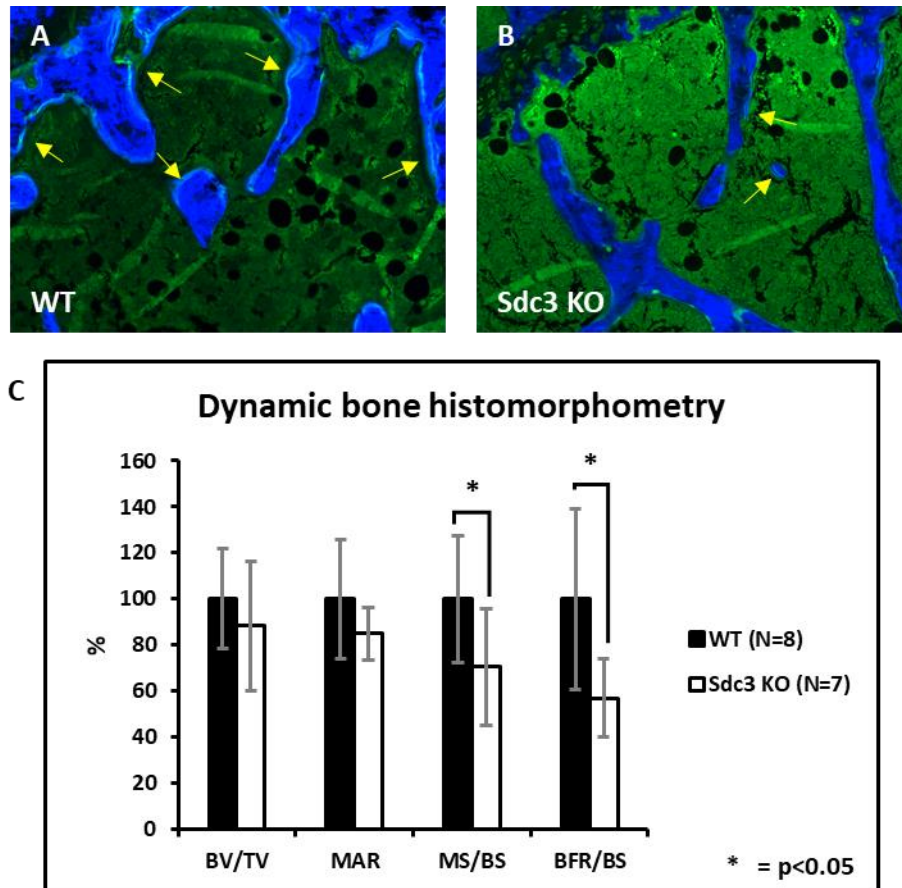 A
B
WT
Sdc3 KO
C
Dynamic bone histomorphometry
160
140
120
100
80
60
40
20
0
%
*
*
WT (N=8)
Sdc3 KO (N=7)
BV/TV
MAR
MS/BS
BFR/BS
* = p<0.05